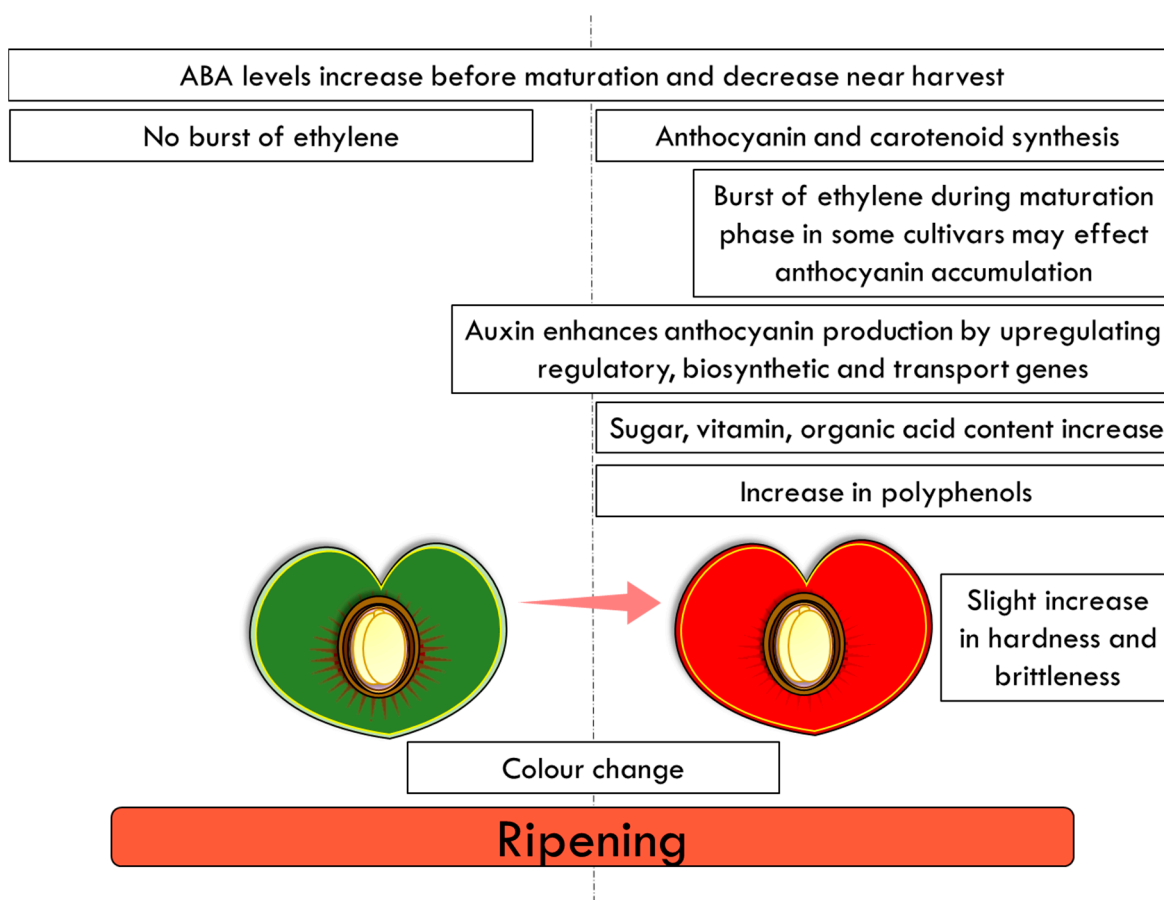 ABA levels increase before maturation and decrease near harvest
No burst of ethylene
Anthocyanin and carotenoid synthesis
Burst of ethylene during maturation
phase in some cultivars may effect
anthocyanin accumulation
Auxin enhances anthocyanin production by upregulating
regulatory, biosynthetic and transport genes
Sugar, vitamin, organic acid content increase
Increase in polyphenols
Slight increase
in hardness and
brittleness
Colour change
Ripening